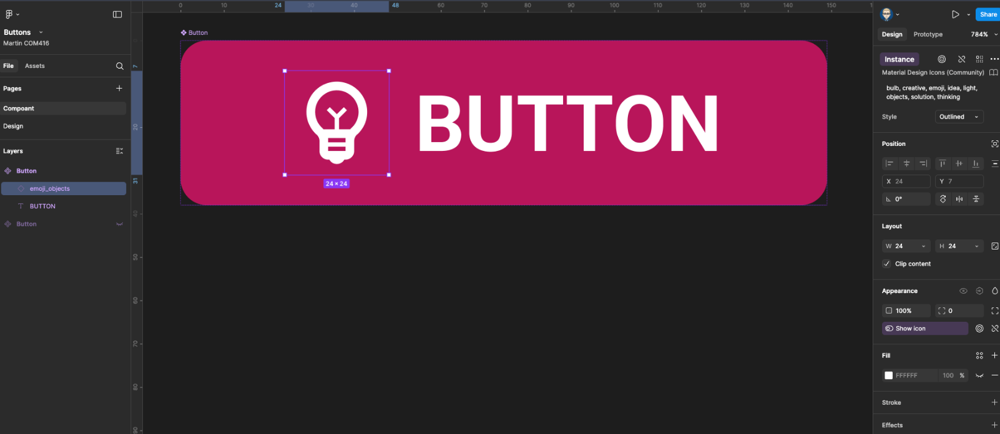 0 10 24 30 40 48 60 70 80 90 100 110 120 130 140 150
Share
Buttons
Martin COM416
Button
Design Prototype 784%
File Assets
Instance
Material Design Icons (Community)
Pages
bulb, creative, emoji, idea, light,
objects, solution, thinking
Compoant
Style Outlined
Design
Layers
Position
Button
emoji_objects
X 24 Y 7
BUTTON
0°
Button
BUTTON
24 × 24
7
20
31
40
50
60
70
80
90
Layout
W 24 H 24
Clip content
Appearance
100% 0
Show icon
Fill
FFFFFF 100 %
Stroke
Effects